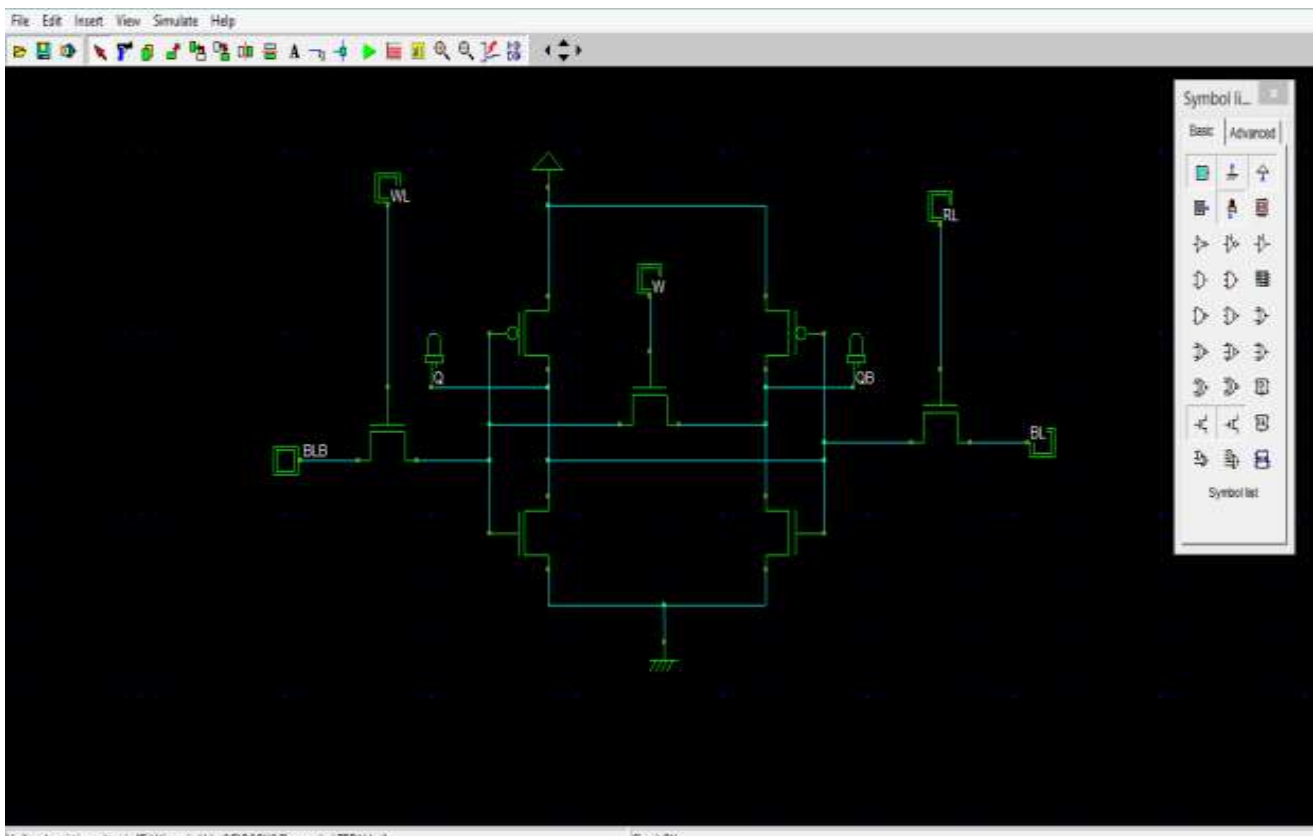 File Edit Insert View Simulate Help
A
Symbol li...
Basic Advanced
WL
RL
W
Q
QB
BLB
BL
Symbol list